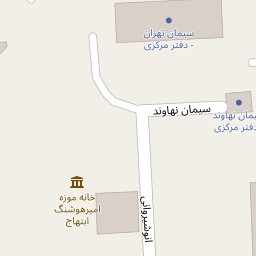 سیمان تهران
- دفتر مرکزی
سیمان نهاوند
سیمان نهاوند
دفتر مرکزی
خانه موزه
امیرهوشنگ
ابتهاج
انوشیروانی